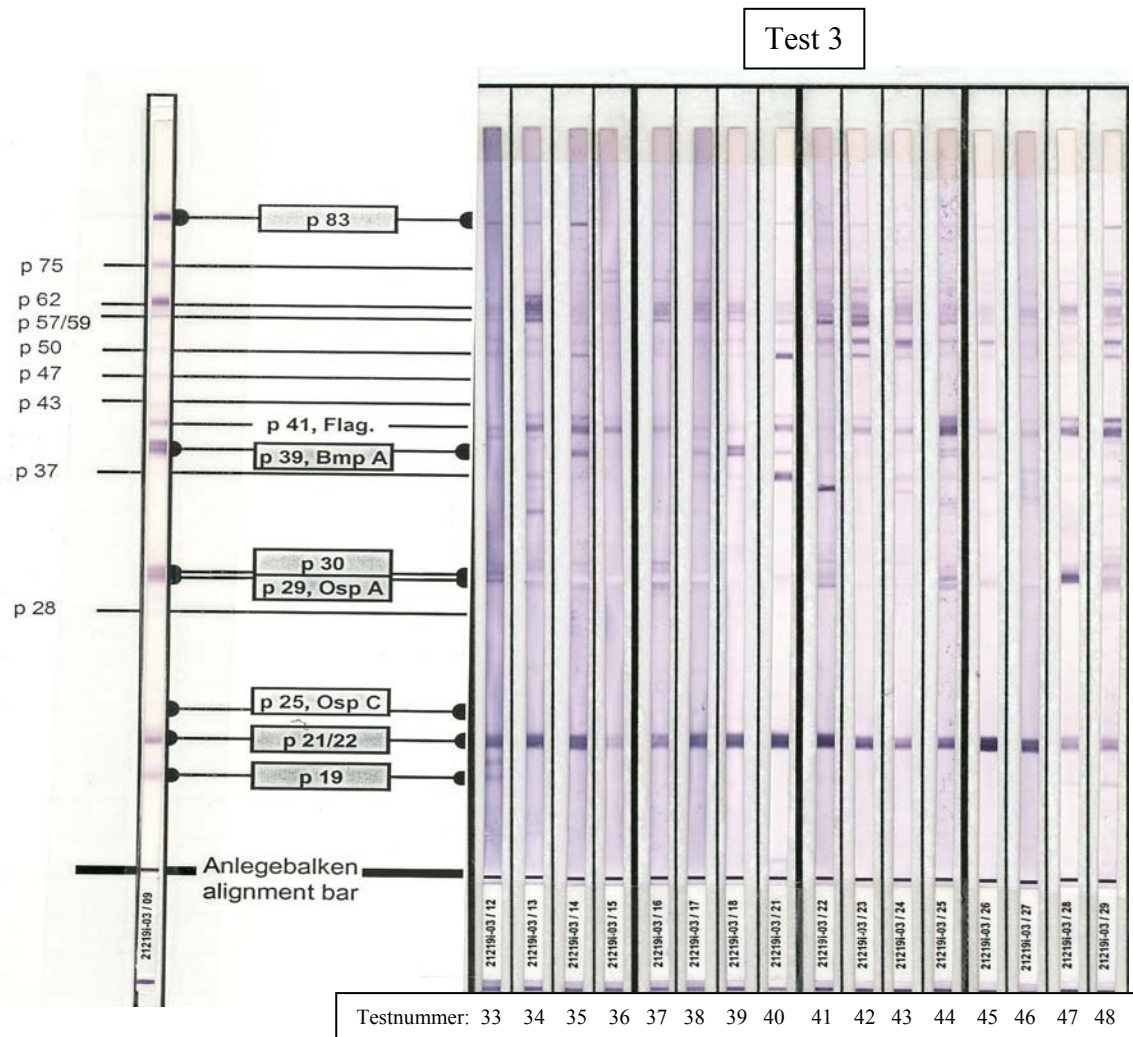 Test 3
p 83
p 75
p 62
p 57/59
p 50
p 47
p 43
p 41, Flag.
p 39, Bmp A
p 37
p 30
p 29, Osp A
p 28
p 25, Osp C
p 21/22
p 19
Anlegebalken
alignment bar
21219i-03 / 09
21219i-03 / 12
21219i-03 / 13
21219i-03 / 14
21219i-03 / 15
21219i-03 / 16
21219i-03 / 17
21219i-03 / 18
21219i-03 / 21
21219i-03 / 22
21219i-03 / 23
21219i-03 / 24
21219i-03 / 25
21219i-03 / 26
21219i-03 / 27
21219i-03 / 28
21219i-03 / 29
Testnummer: 33 34 35 36 37 38 39 40 41 42 43 44 45 46 47 48